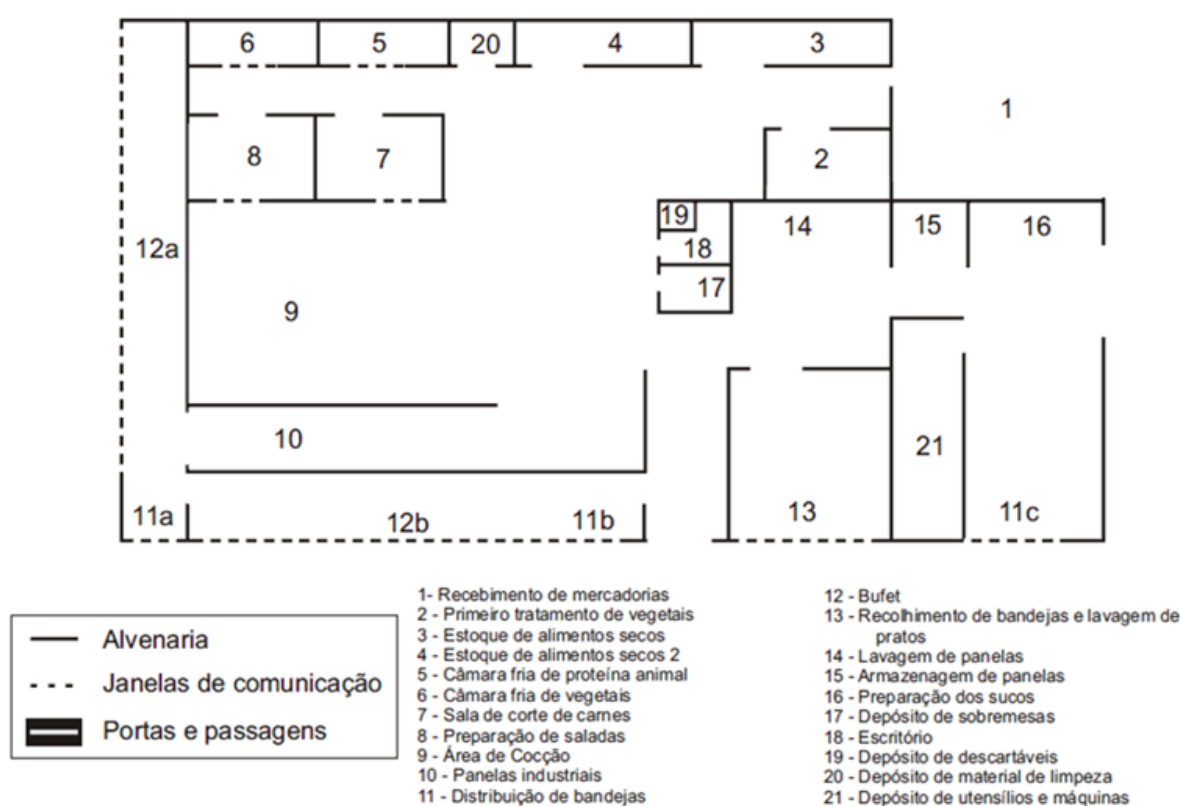 6
5
20
4
3
1
8
7
2
19
14
15
16
12a
18
17
9
10
21
11a
12b
11b
13
11c
Alvenaria
Janelas de comunicação
Portas e passagens
1- Recebimento de mercadorias
2 - Primeiro tratamento de vegetais
3 - Estoque de alimentos secos
4 - Estoque de alimentos secos 2
5 - Câmara fria de proteína animal
6 - Câmara fria de vegetais
7 - Sala de corte de carnes
8 - Preparação de saladas
9 - Área de Cocção
10 - Panelas industriais
11 - Distribuição de bandejas
12 - Bufet
13 - Recolhimento de bandejas e lavagem de
pratos
14 - Lavagem de panelas
15 - Armazenagem de panelas
16 - Preparação dos sucos
17 - Depósito de sobremesas
18 - Escritório
19 - Depósito de descartáveis
20 - Depósito de material de limpeza
21 - Depósito de utensílios e máquinas